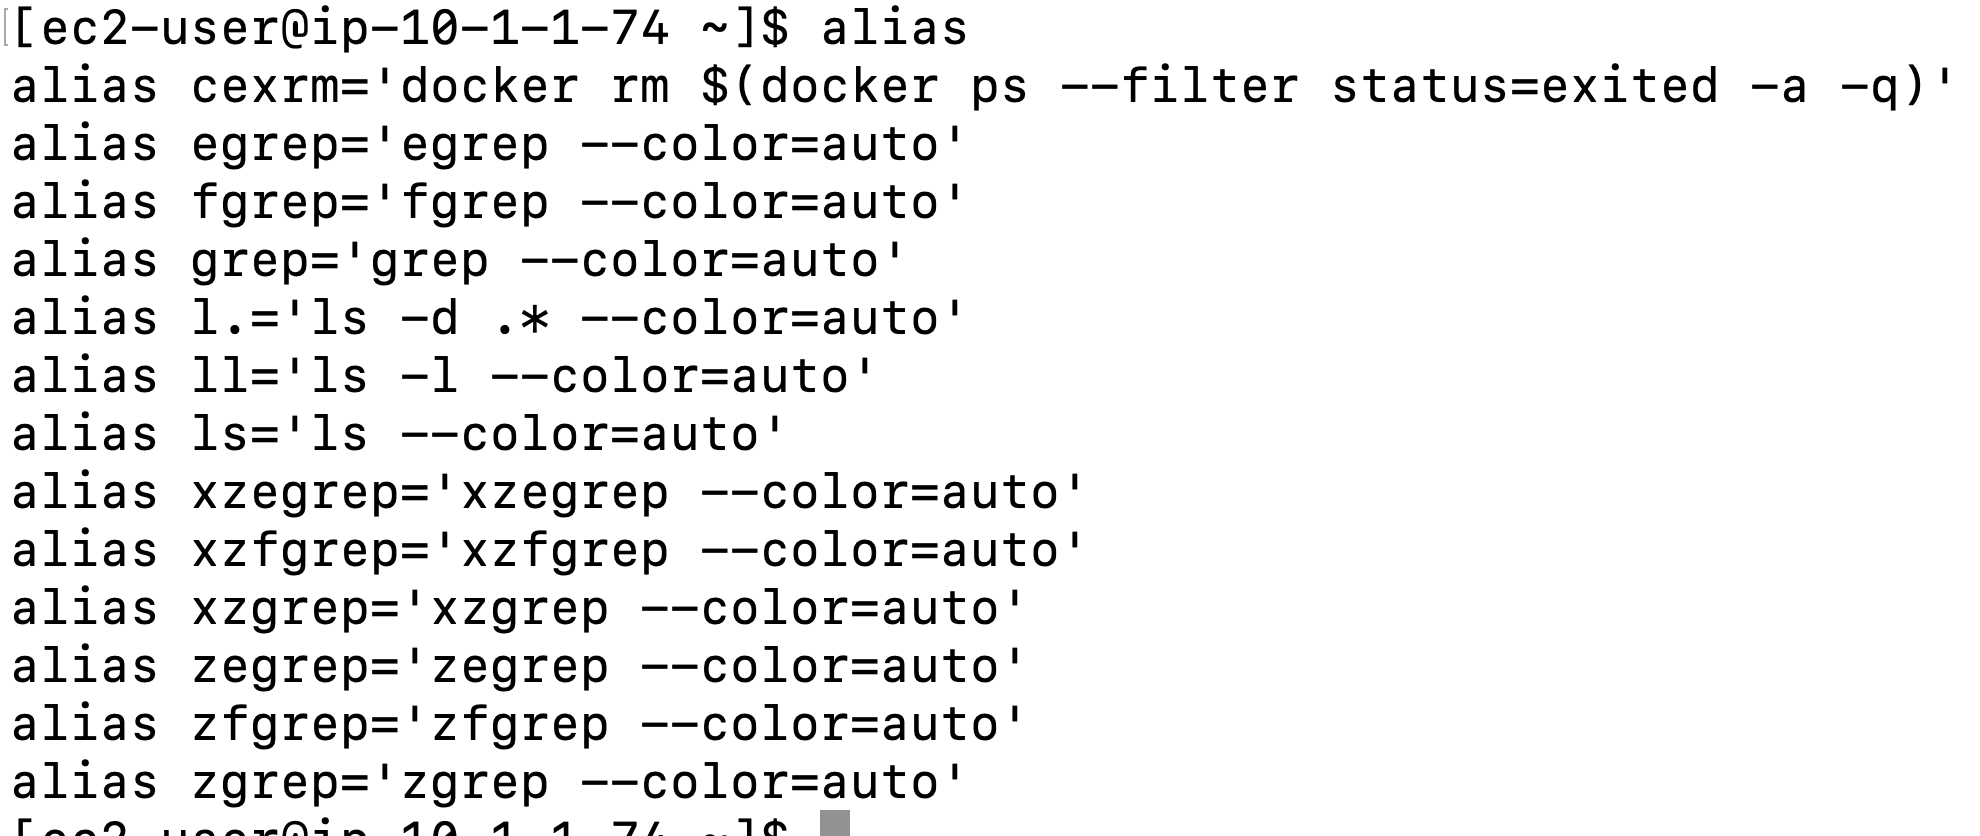 [ec2-user@ip-10-1-1-74 ~]$ alias
alias cexrm='docker rm $(docker ps --filter status=exited -a -q)'
alias egrep='egrep --color=auto'
alias fgrep='fgrep --color=auto'
alias grep='grep --color=auto'
alias l.='ls -d .* --color=auto'
alias ll='ls -l --color=auto'
alias ls='ls --color=auto'
alias xzegrep='xzegrep --color=auto'
alias xzfgrep='xzfgrep --color=auto'
alias xzgrep='xzgrep --color=auto'
alias zegrep='zegrep --color=auto'
alias zfgrep='zfgrep --color=auto'
alias zgrep='zgrep --color=auto'
[ec2-user@ip-10-1-1-74 ~]$